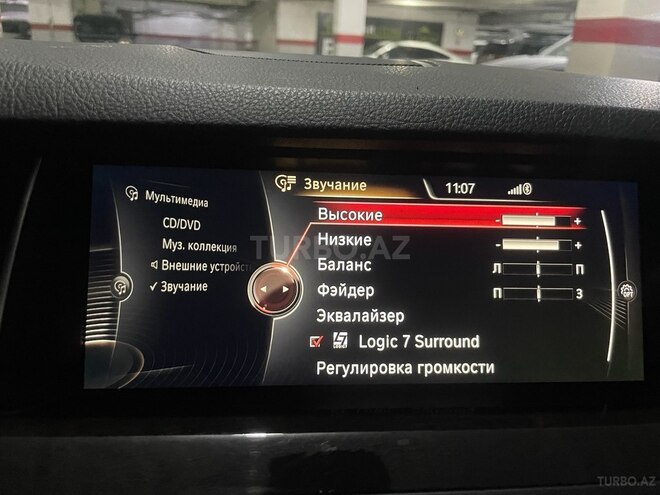 Звучание
11:07
Мультимедиа
CD/DVD
Муз. коллекция
Внешние устройст
Звучание
Высокие - +
Низкие - +
Баланс Л П
Фэйдер П З
Эквалайзер
Logic 7 Surround
Регулировка громкости
OPT
TURBO.AZ
TURBO.AZ